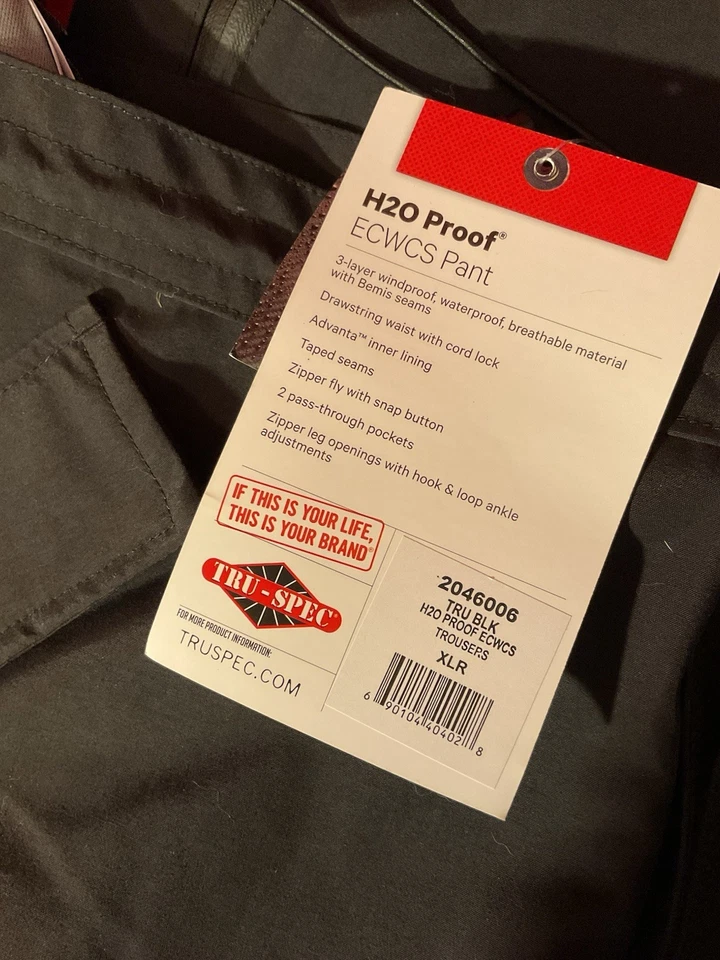 H2O Proof®
ECWCS Pant
3-layer windproof, waterproof, breathable material
with Bemis seams
Drawstring waist with cord lock
Advanta™ inner lining
Taped seams
Zipper fly with snap button
2 pass-through pockets
Zipper leg openings with hook & loop ankle
adjustments
IF THIS IS YOUR LIFE,
THIS IS YOUR BRAND®
TRU-SPEC
FOR MORE PRODUCT INFORMATION:
TRUSPEC.COM
2046006
TRU BLK
H2O PROOF ECWCS
TROUSERS
XLR
6 90104 40402 8